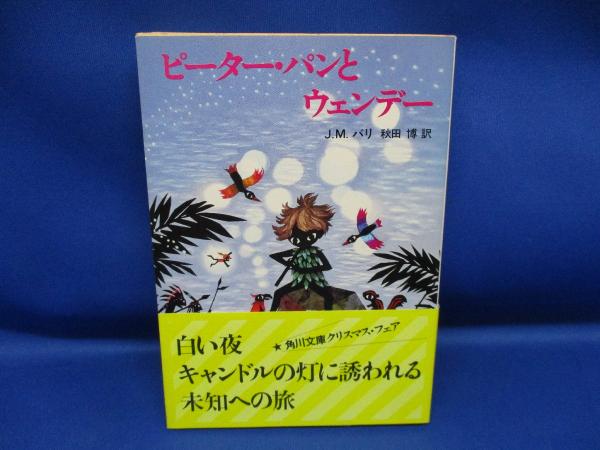 ピーター・パンと
ウェンデー
J.M. バリ 秋田 博 訳
白い夜
★ 角川文庫クリスマス・フェア
キャンドルの灯に誘われる
未知への旅